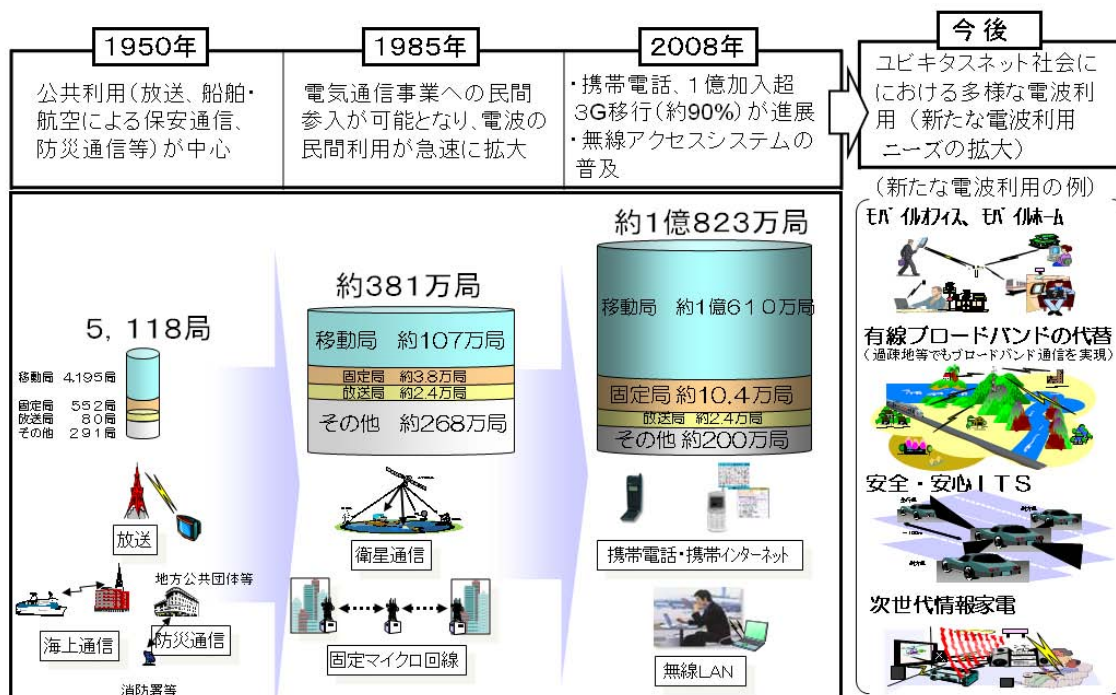 1950年
公共利用（放送、船舶・
航空による保安通信、
防災通信等）が中心
1985年
電気通信事業への民間
参入が可能となり、電波の
民間利用が急速に拡大
2008年
・携帯電話、1億加入超
3G移行（約90%）が進展
・無線アクセスシステムの
普及
今後
ユビキタスネット社会に
おける多様な電波利
用（新たな電波利用
ニーズの拡大）
5，118局
移動局 4,195局
固定局 552局
放送局 80局
その他 291局
放送
地方公共団体等
海上通信
防災通信
消防署等
約381万局
移動局 約107万局
固定局 約3.8万局
放送局 約2.4万局
その他 約268万局
衛星通信
固定マイクロ回線
約1億823万局
移動局 約1億610万局
固定局 約10.4万局
放送局 約2.4万局
その他 約200万局
携帯電話・携帯インターネット
無線LAN
（新たな電波利用の例）
モバイルオフィス、モバイルホーム
有線ブロードバンドの代替
（過疎地等でもブロードバンド通信を実現）
安全・安心ITS
次世代情報家電